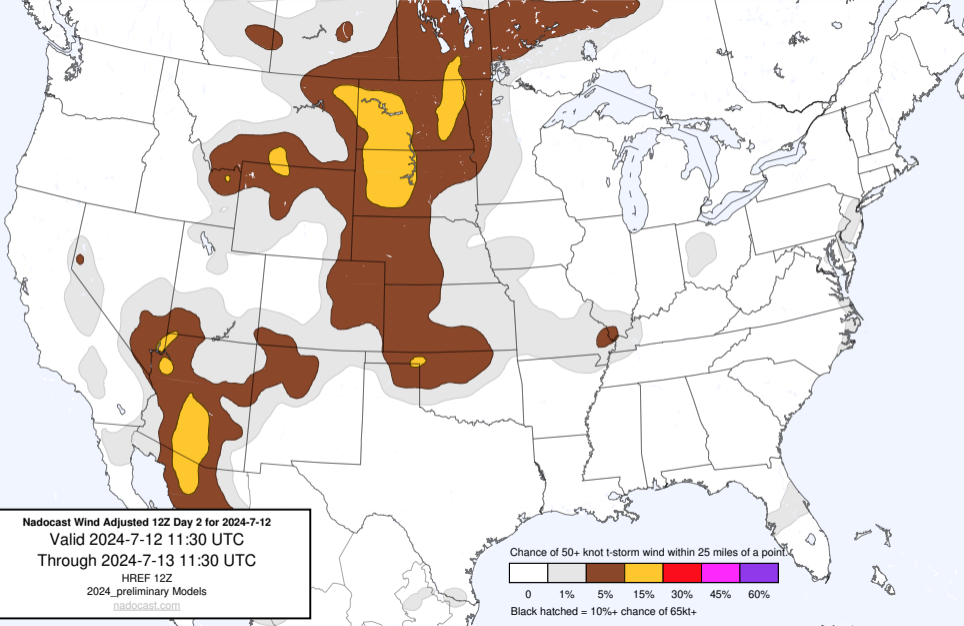 Nadocast Wind Adjusted 12Z Day 2 for 2024-7-12
Valid 2024-7-12 11:30 UTC
Through 2024-7-13 11:30 UTC
HREF 12Z
2024_preliminary Models
nadocast.com
Chance of 50+ knot t-storm wind within 25 miles of a point.
0 1% 5% 15% 30% 45% 60%
Black hatched = 10%+ chance of 65kt+